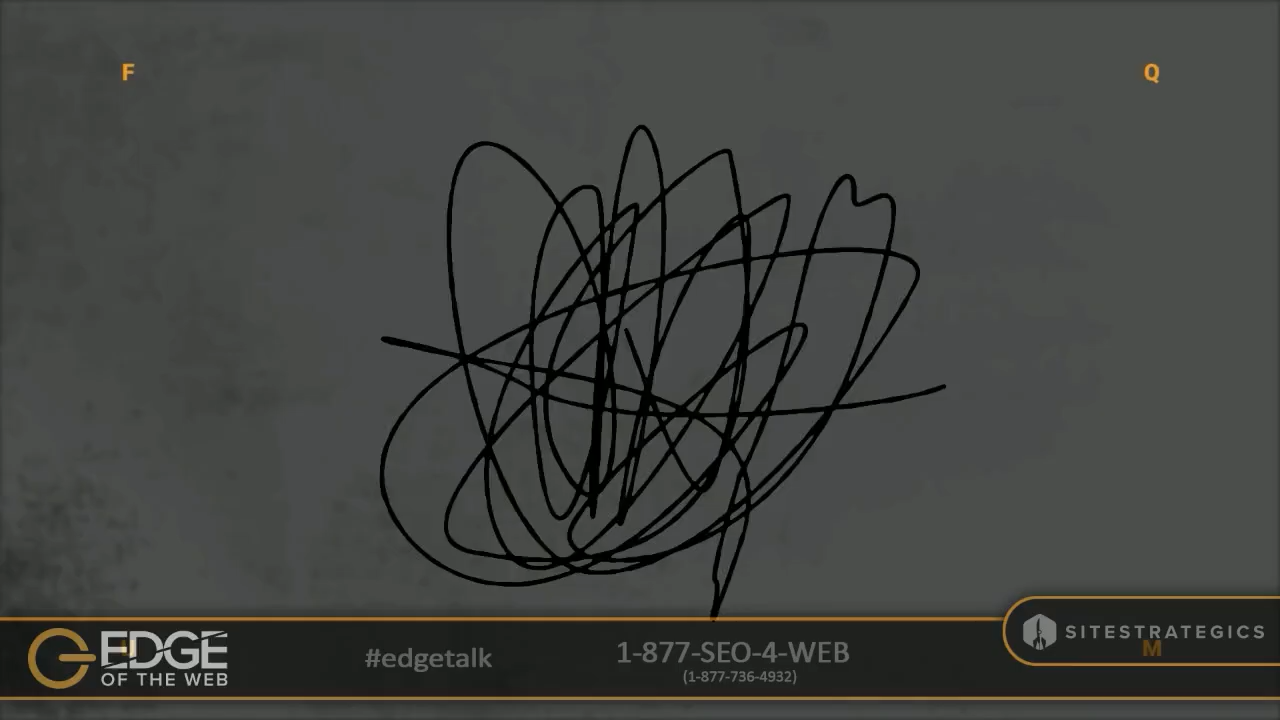 F
Q
EDGE
OF THE WEB
#edgetalk
1-877-SEO-4-WEB
(1-877-736-4932)
SITESTRATEGICS
M